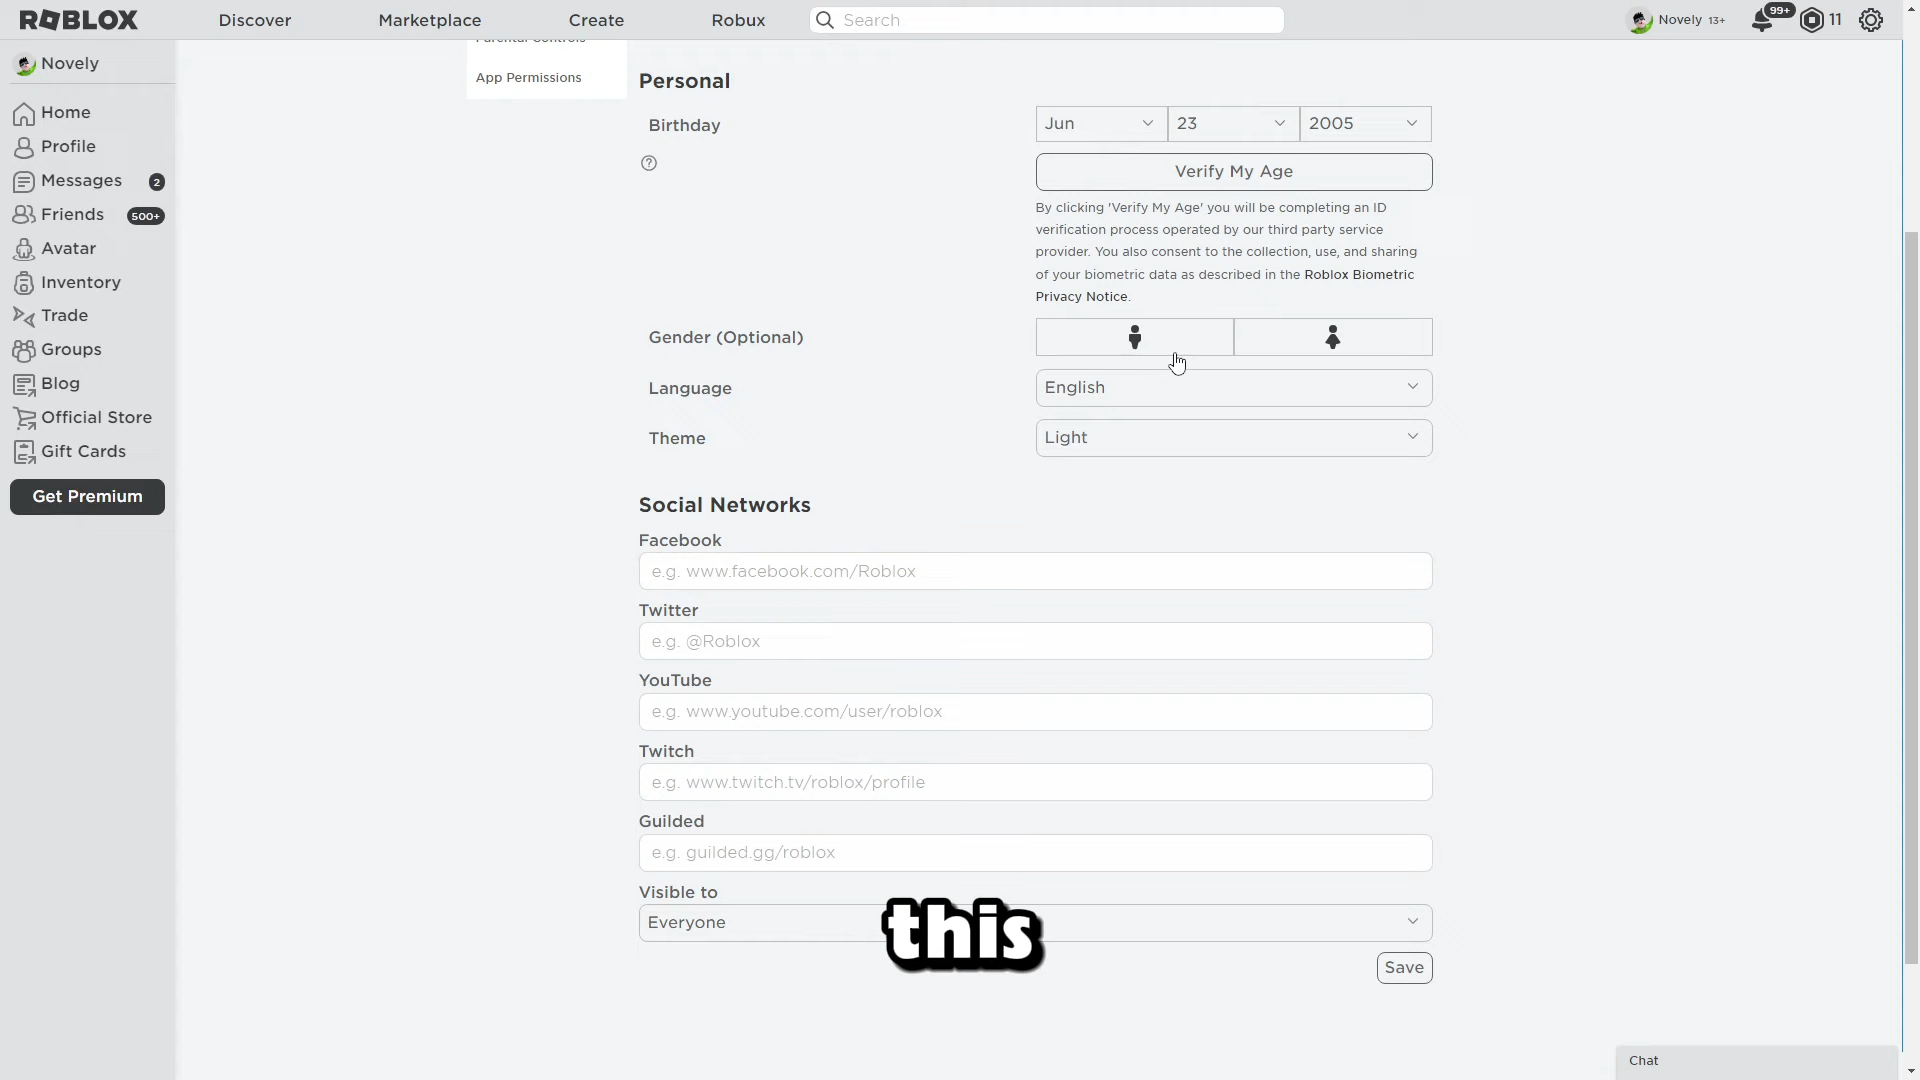 ROBLOX
Discover
Marketplace
Create
Robux
Search
Novely 13+
99+
11
Novely
Home
Profile
Messages
2
Friends
500+
Avatar
Inventory
Trade
Groups
Blog
Official Store
Gift Cards
Get Premium
Parental Controls
App Permissions
Personal
Birthday
Jun
23
2005
Verify My Age
By clicking 'Verify My Age' you will be completing an ID
verification process operated by our third party service
provider. You also consent to the collection, use, and sharing
of your biometric data as described in the Roblox Biometric
Privacy Notice.
Gender (Optional)
Language
English
Theme
Light
Social Networks
Facebook
e.g. www.facebook.com/Roblox
Twitter
e.g. @Roblox
YouTube
e.g. www.youtube.com/user/roblox
Twitch
e.g. www.twitch.tv/roblox/profile
Guilded
e.g. guilded.gg/roblox
Visible to
Everyone
this
Save
Chat